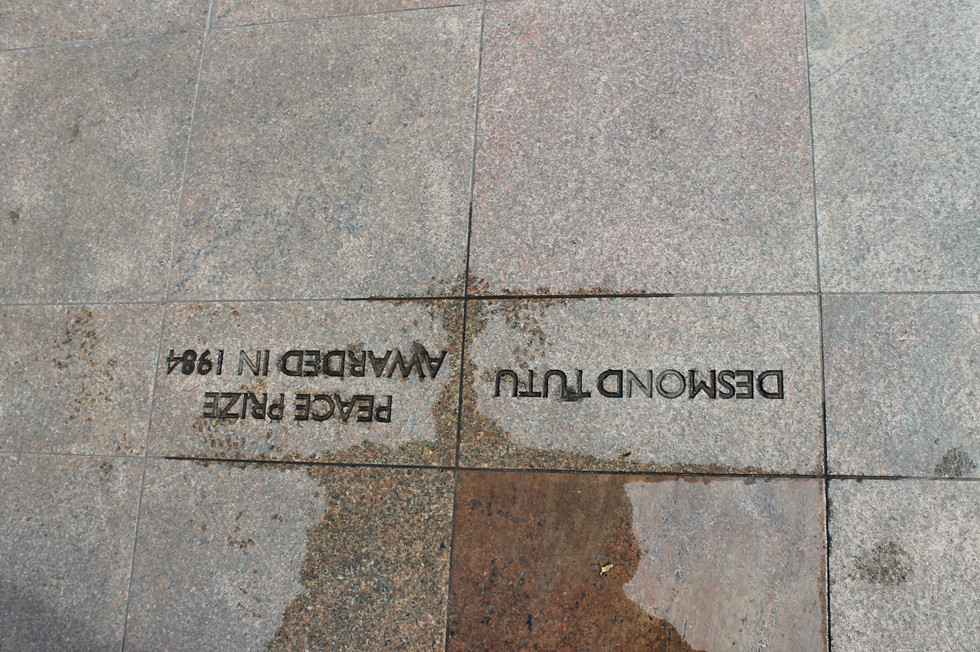 DESMOND TUTU
PEACE PRIZE
AWARDED IN 1984